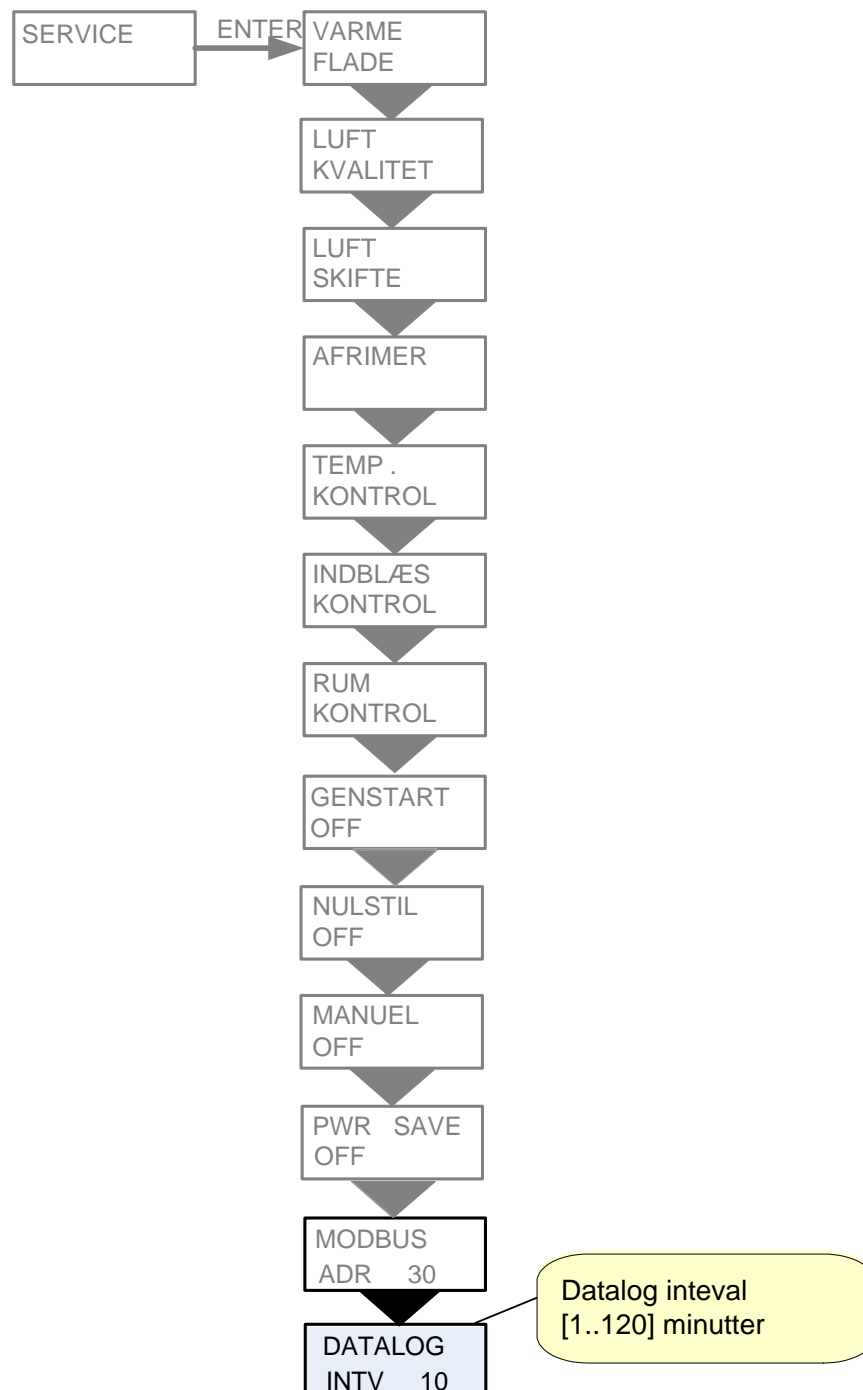 SERVICE
ENTER
VARME
FLADE
LUFT
KVALITET
LUFT
SKIFTE
AFRIMER
TEMP .
KONTROL
INDBLÆS
KONTROL
RUM
KONTROL
GENSTART
OFF
NULSTIL
OFF
MANUEL
OFF
PWR SAVE
OFF
MODBUS
ADR 30
Datalog inteval
[1..120] minutter
DATALOG
INTV 10